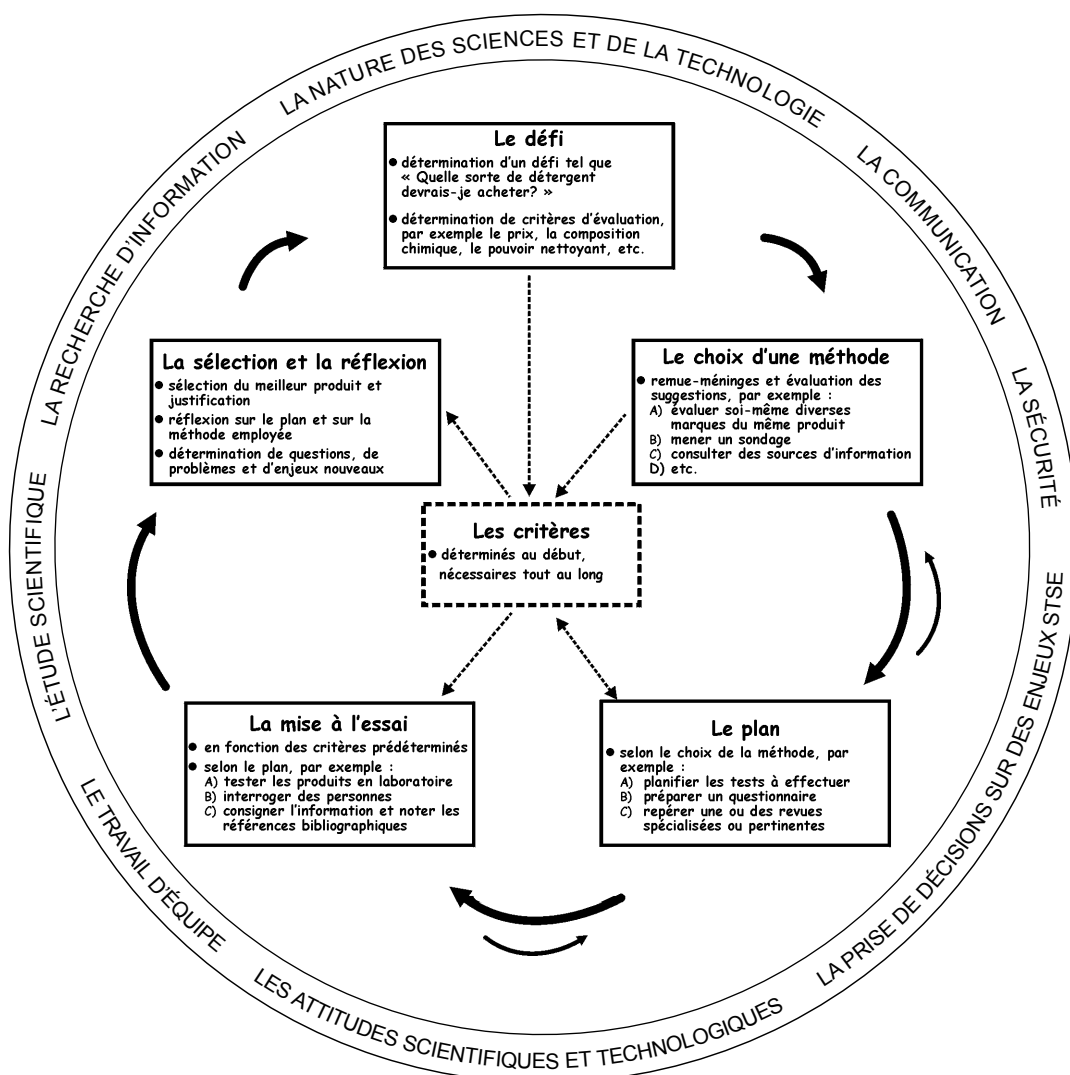 LA NATURE DES SCIENCES ET DE LA TECHNOLOGIE
LA COMMUNICATION
LA SÉCURITÉ
LA PRISE DE DÉCISIONS SUR DES ENJEUX STSE
LES ATTITUDES SCIENTIFIQUES ET TECHNOLOGIQUES
LE TRAVAIL D'ÉQUIPE
L'ÉTUDE SCIENTIFIQUE
LA RECHERCHE D'INFORMATION
Le défi
● détermination d'un défi tel que
« Quelle sorte de détergent
devrais-je acheter? »
● détermination de critères d'évaluation,
par exemple le prix, la composition
chimique, le pouvoir nettoyant, etc.
Le choix d'une méthode
● remue-méninges et évaluation des
suggestions, par exemple :
A) évaluer soi-même diverses
marques du même produit
B) mener un sondage
C) consulter des sources d'information
D) etc.
Le plan
● selon le choix de la méthode, par
exemple :
A) planifier les tests à effectuer
B) préparer un questionnaire
C) repérer une ou des revues
spécialisées ou pertinentes
La mise à l'essai
● en fonction des critères prédéterminés
● selon le plan, par exemple :
A) tester les produits en laboratoire
B) interroger des personnes
C) consigner l'information et noter les
références bibliographiques
La sélection et la réflexion
● sélection du meilleur produit et
justification
● réflexion sur le plan et sur la
méthode employée
● détermination de questions, de
problèmes et d'enjeux nouveaux
Les critères
● déterminés au début,
nécessaires tout au long